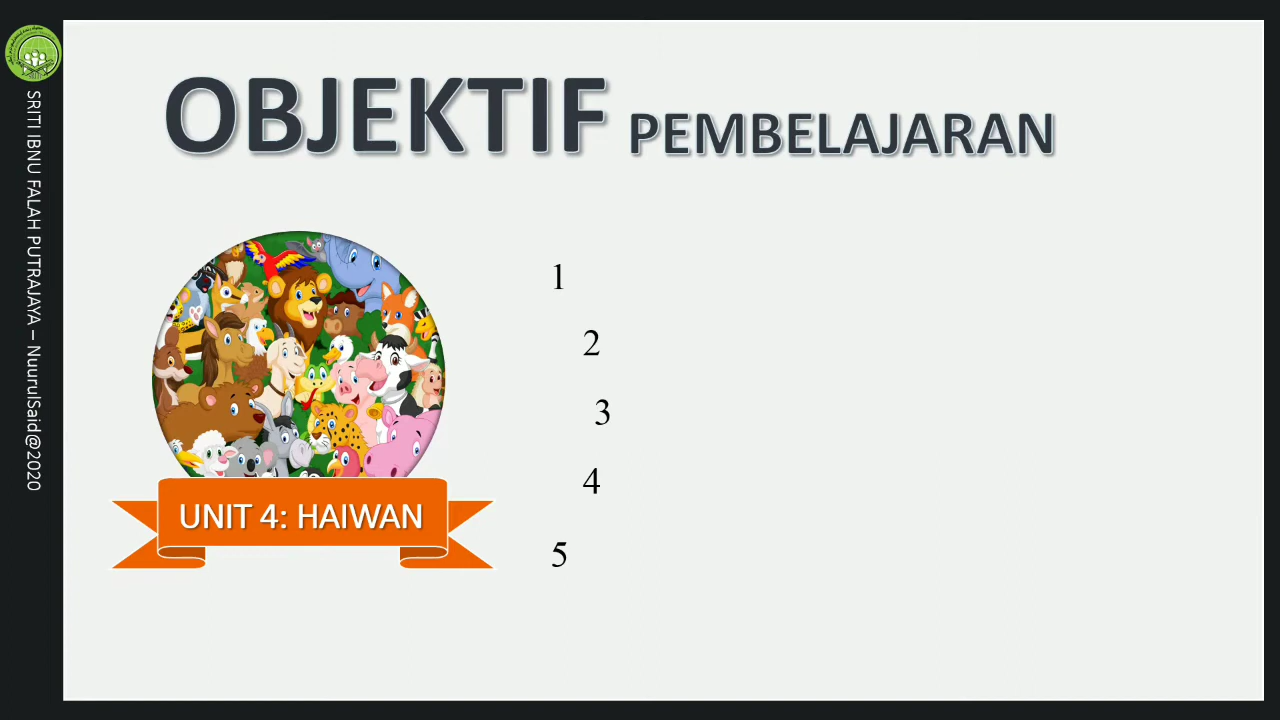 OBJEKTIF PEMBELAJARAN
1
2
3
4
5
UNIT 4: HAIWAN
SRITI IBNU FALAH PUTRAJAYA – NuurulSaid@2020